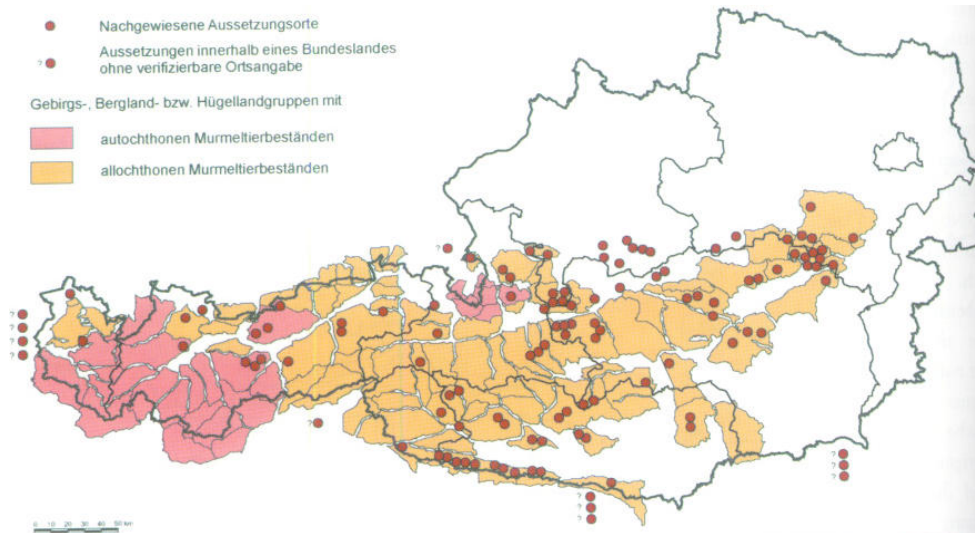 Nachgewiesene Aussetzungsorte
? Aussetzungen innerhalb eines Bundeslandes
ohne verifizierbare Ortsangabe
Gebirgs-, Bergland- bzw. Hügellandgruppen mit
autochthonen Murmeltierbeständen
allochthonen Murmeltierbeständen
?
?
?
?
?
?
?
?
?
?
?
?
0 10 20 30 40 50 km